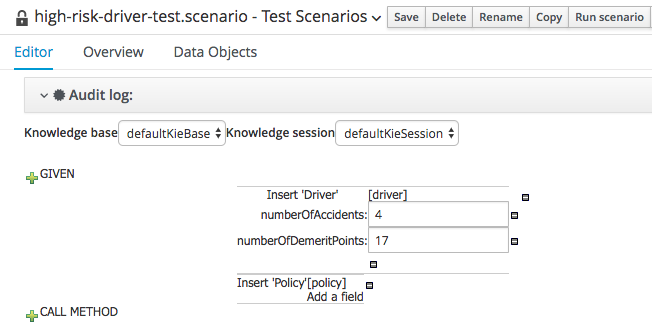 high-risk-driver-test.scenario - Test Scenarios Save Delete Rename Copy Run scenario
Editor Overview Data Objects
Audit log:
Knowledge base defaultKieBase Knowledge session defaultKieSession
GIVEN
Insert 'Driver' [driver]
numberOfAccidents: 4
numberOfDemeritPoints: 17
Insert 'Policy'[policy]
Add a field
CALL METHOD